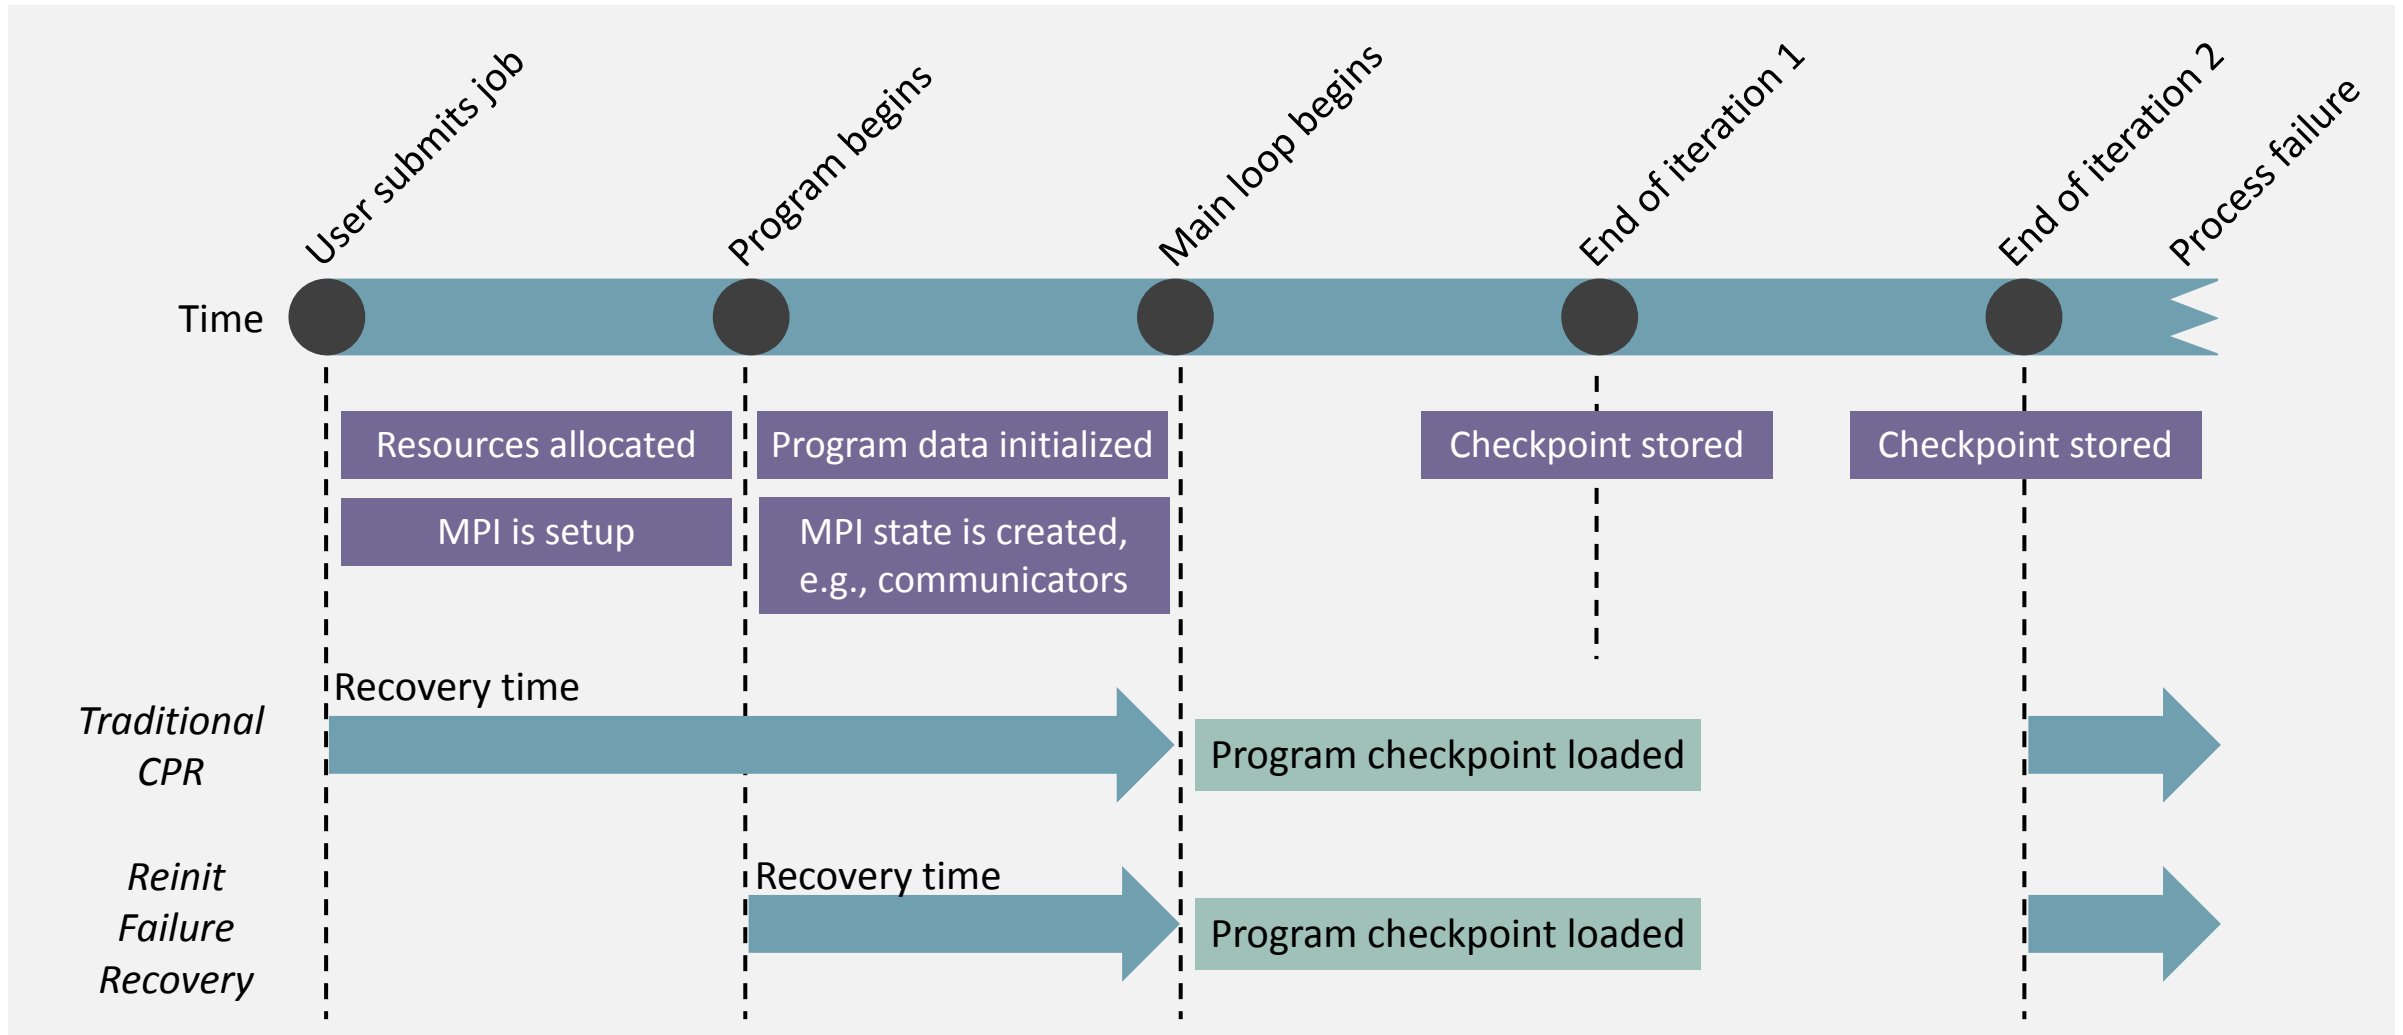 User submits job
Program begins
Main loop begins
End of iteration 1
End of iteration 2
Process failure
Time
Resources allocated
Program data initialized
Checkpoint stored
Checkpoint stored
MPI is setup
MPI state is created,
e.g., communicators
Recovery time
Traditional
CPR
Program checkpoint loaded
Recovery time
Reinit
Failure
Recovery
Program checkpoint loaded